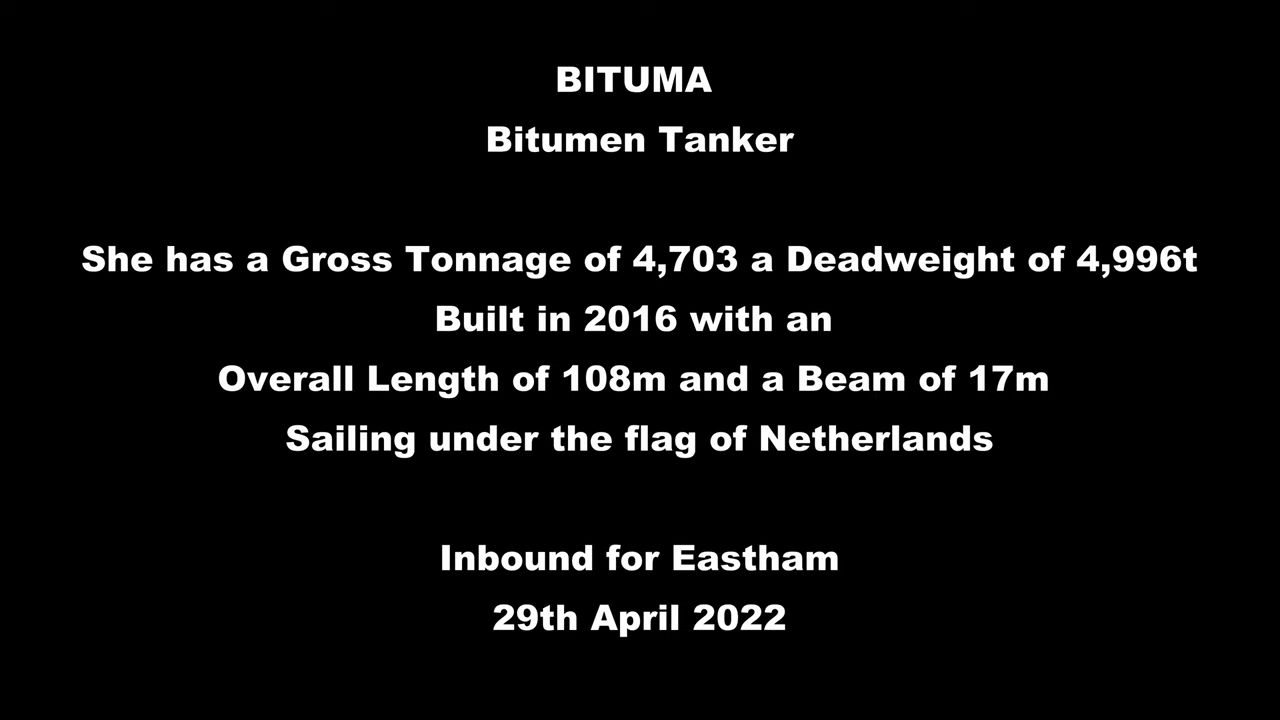 BITUMA
Bitumen Tanker
She has a Gross Tonnage of 4,703 a Deadweight of 4,996t
Built in 2016 with an
Overall Length of 108m and a Beam of 17m
Sailing under the flag of Netherlands
Inbound for Eastham
29th April 2022